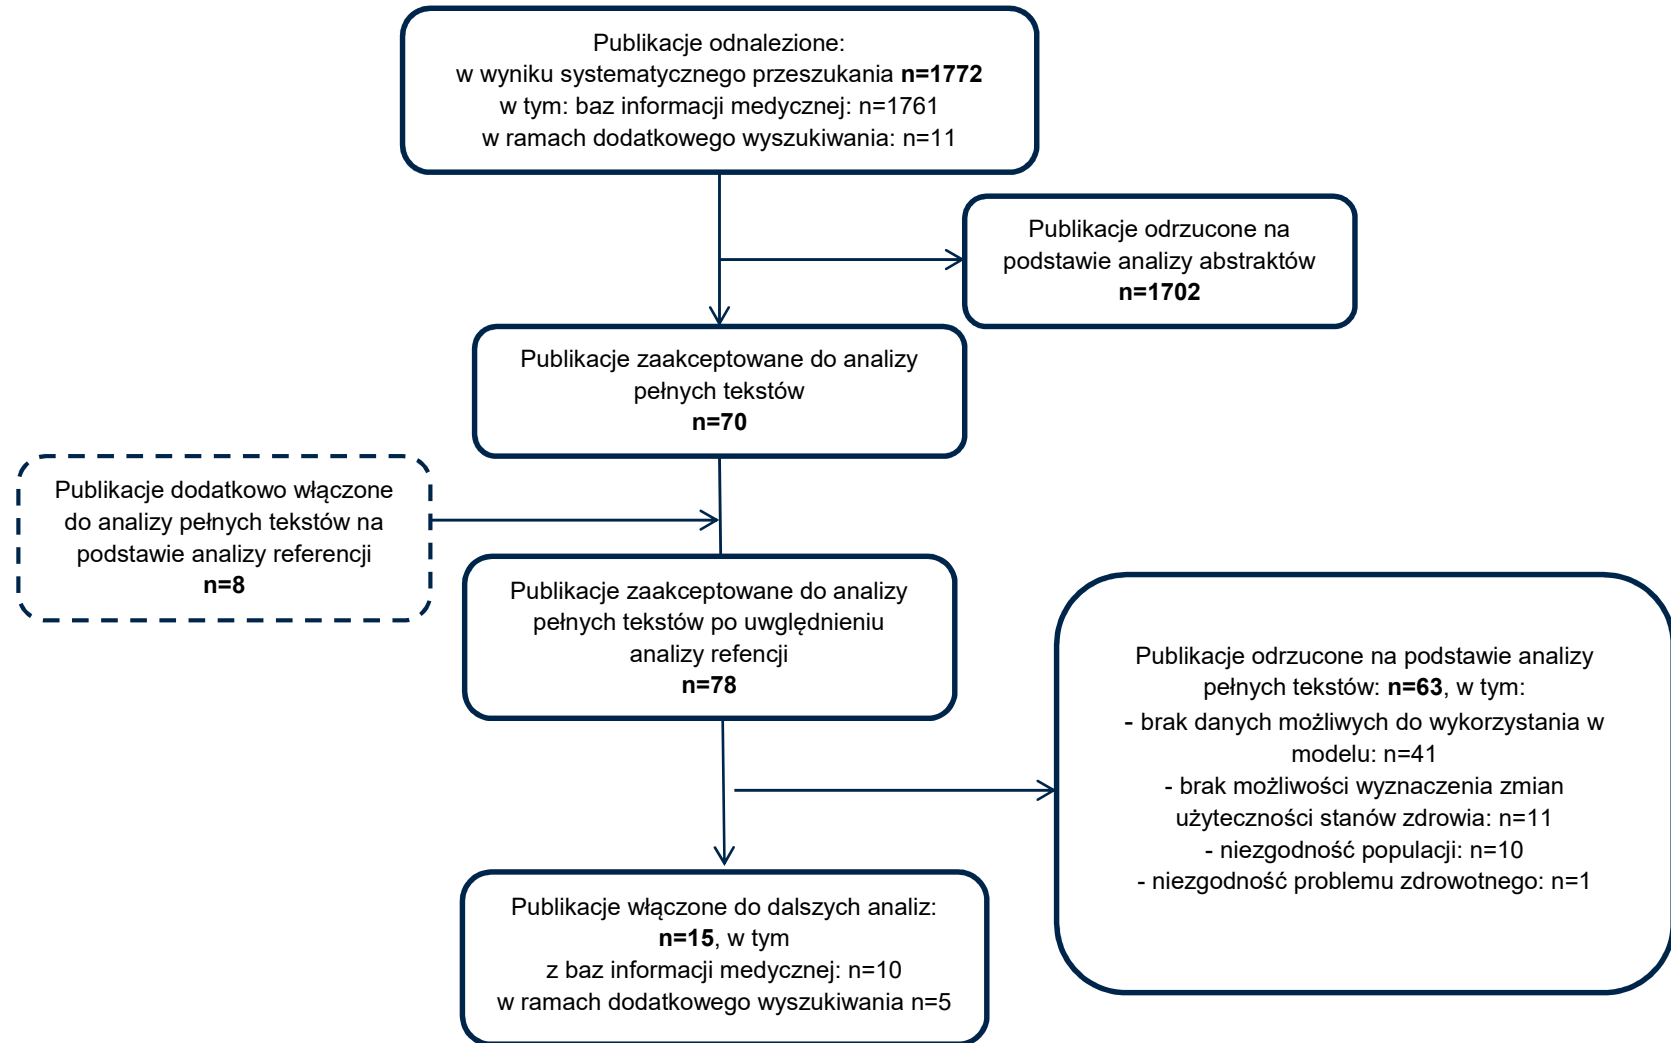 Publikacje odnalezione:
w wyniku systematycznego przeszukania n=1772
w tym: baz informacji medycznej: n=1761
w ramach dodatkowego wyszukiwania: n=11
Publikacje odrzucone na
podstawie analizy abstraktów
n=1702
Publikacje zaakceptowane do analizy
pełnych tekstów
n=70
Publikacje dodatkowo włączone
do analizy pełnych tekstów na
podstawie analizy referencji
n=8
Publikacje zaakceptowane do analizy
pełnych tekstów po uwględnieniu
analizy refencji
n=78
Publikacje odrzucone na podstawie analizy
pełnych tekstów: n=63, w tym:
- brak danych możliwych do wykorzystania w
modelu: n=41
- brak możliwości wyznaczenia zmian
użyteczności stanów zdrowia: n=11
- niezgodność populacji: n=10
- niezgodność problemu zdrowotnego: n=1
Publikacje włączone do dalszych analiz:
n=15, w tym
z baz informacji medycznej: n=10
w ramach dodatkowego wyszukiwania n=5